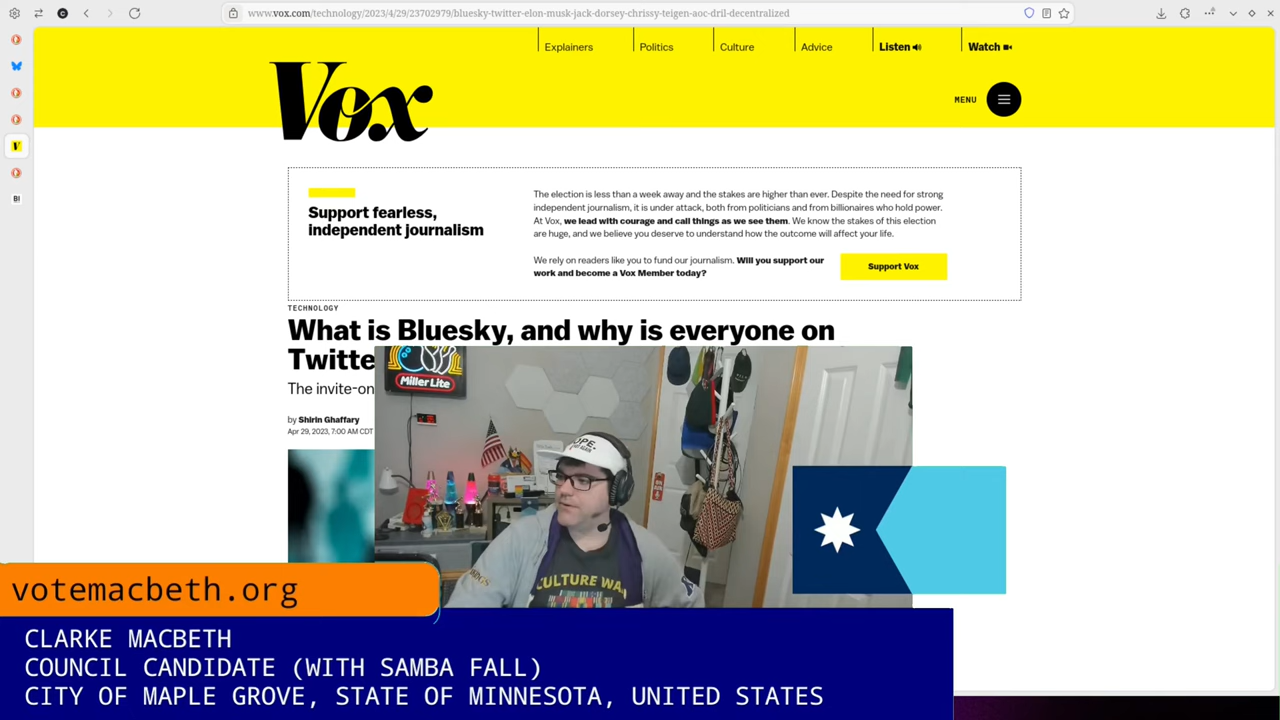 www.vox.com/technology/2023/4/29/23702979/bluesky-twitter-elon-musk-jack-dorsey-chrissy-teigen-aoc-dril-decentralized
Explainers
Politics
Culture
Advice
Listen
Watch
Vox
MENU
Support fearless,
independent journalism
The election is less than a week away and the stakes are higher than ever. Despite the need for strong
independent journalism, it is under attack, both from politicians and from billionaires who hold power.
At Vox, we lead with courage and call things as we see them. We know the stakes of this election
are huge, and we believe you deserve to understand how the outcome will affect your life.
We rely on readers like you to fund our journalism. Will you support our
work and become a Vox Member today?
Support Vox
TECHNOLOGY
What is Bluesky, and why is everyone on
Twitte
The invite-on
by Shirin Ghaffary
Apr 29, 2023, 7:00 AM CDT
Miller Lite
CULTURE WA
votemacbeth.org
CLARKE MACBETH
COUNCIL CANDIDATE (WITH SAMBA FALL)
CITY OF MAPLE GROVE, STATE OF MINNESOTA, UNITED STATES